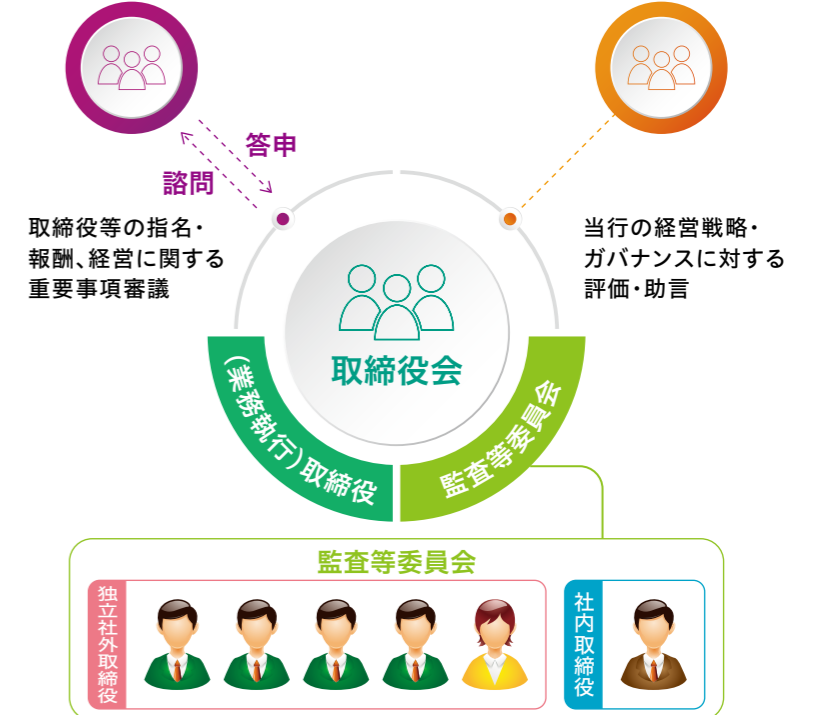 答申
諮問
取締役等の指名・
報酬、経営に関する
重要事項審議
当行の経営戦略・
ガバナンスに対する
評価・助言
取締役会
(業務執行)取締役
監査等委員会
監査等委員会
独立社外取締役
社内取締役